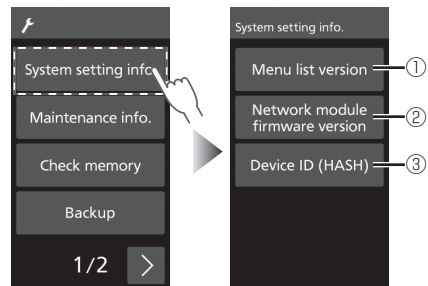 System setting info.
Maintenance info.
Check memory
Backup
1/2
System setting info.
Menu list version
①
Network module
firmware version
②
Device ID (HASH)
③